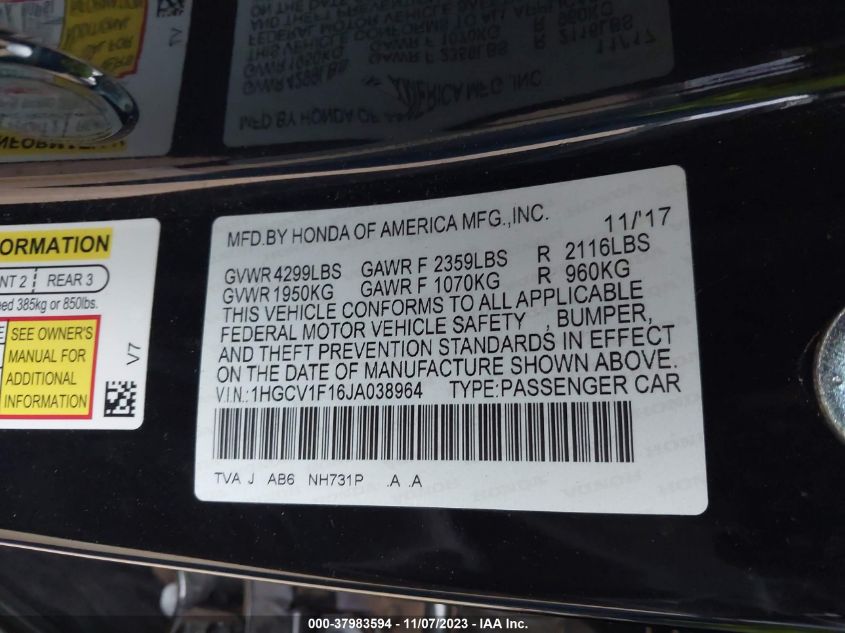 MFD.BY HONDA OF AMERICA MFG.,INC. 11/'17
GVWR 4299LBS GAWR F 2359LBS R 2116LBS
GVWR 1950KG GAWR F 1070KG R 960KG
THIS VEHICLE CONFORMS TO ALL APPLICABLE
FEDERAL MOTOR VEHICLE SAFETY , BUMPER,
AND THEFT PREVENTION STANDARDS IN EFFECT
ON THE DATE OF MANUFACTURE SHOWN ABOVE.
V.I.N.:1HGCV1F16JA038964 TYPE:PASSENGER CAR
TVA J AB6 NH731P .A .A
ORMATION
NT 2 REAR 3
ed 385kg or 850lbs.
SEE OWNER'S
MANUAL FOR
ADDITIONAL
INFORMATION
V7
000-37983594 - 11/07/2023 - IAA Inc.